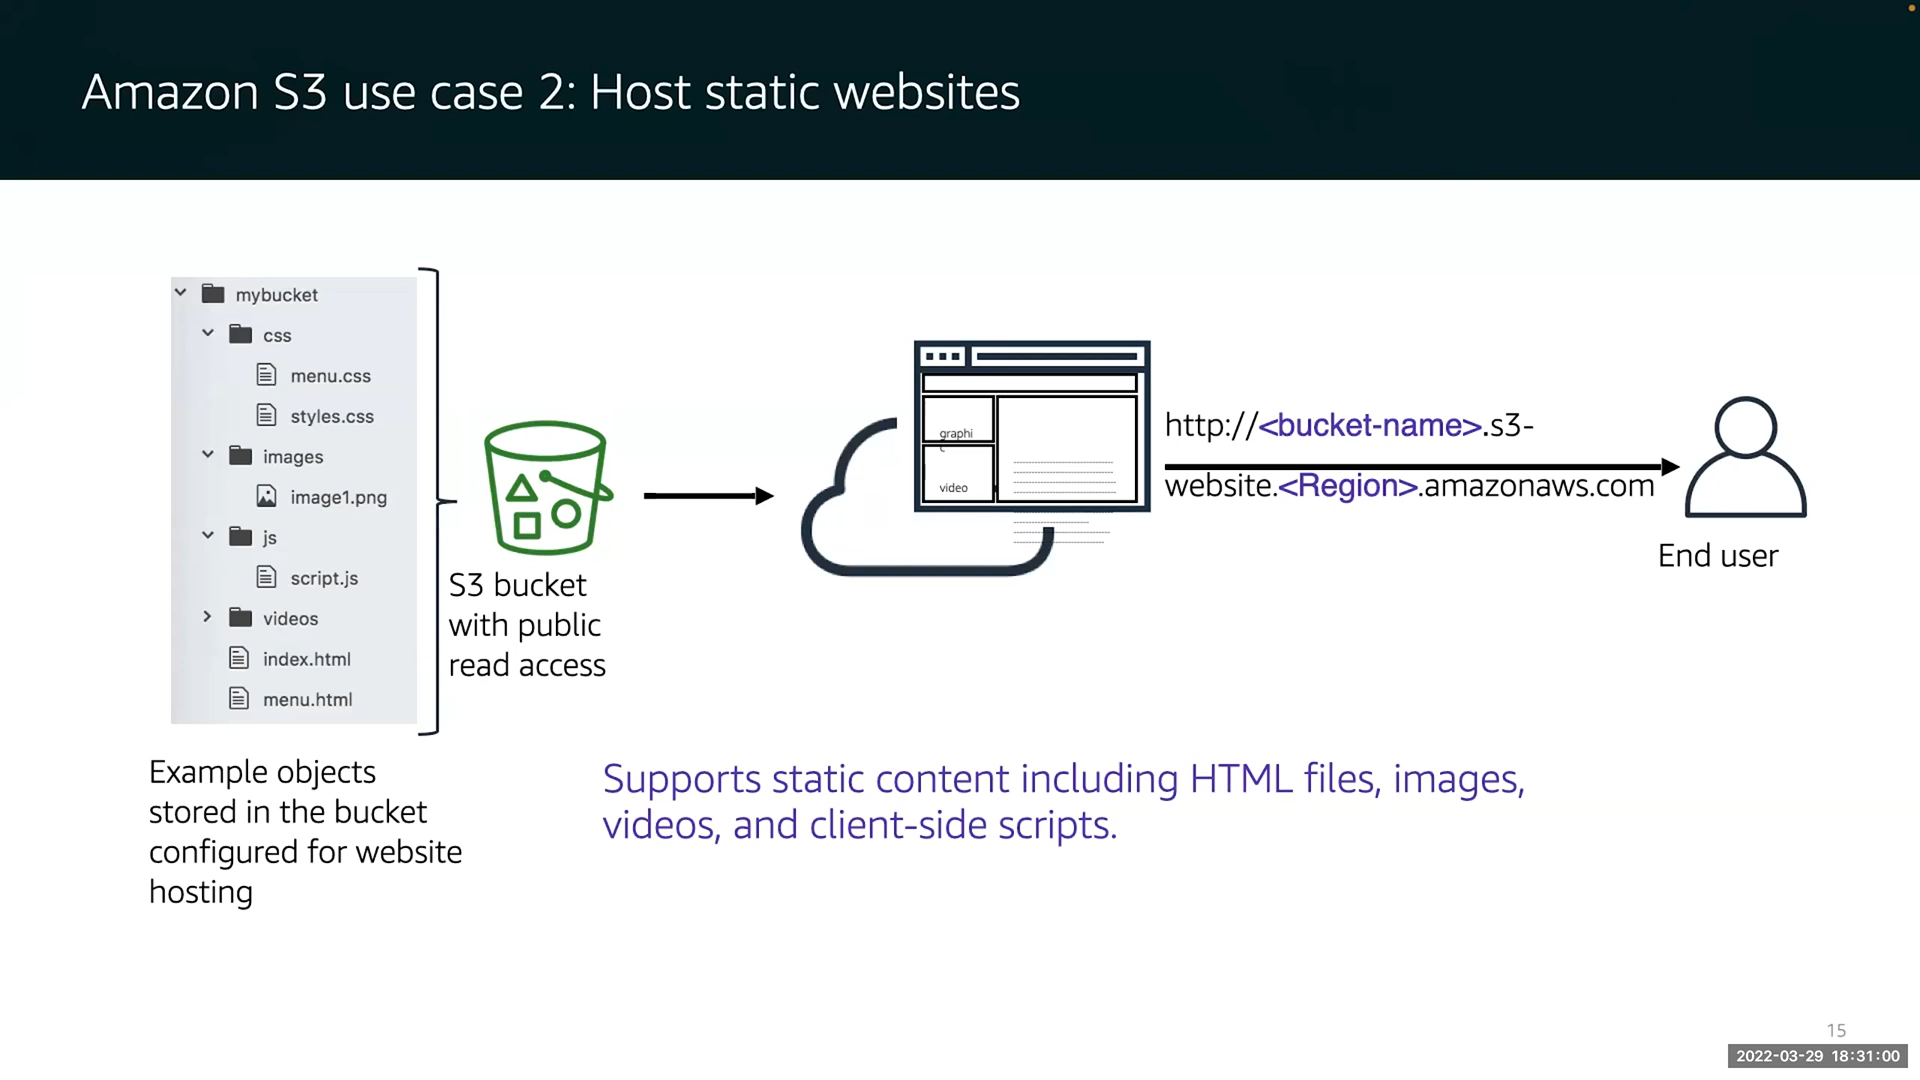 Amazon S3 use case 2: Host static websites
mybucket
css
menu.css
styles.css
images
image1.png
js
script.js
videos
index.html
menu.html
S3 bucket
with public
read access
graphi
c
video
http://<bucket-name>.s3-
website.<Region>.amazonaws.com
End user
Example objects
stored in the bucket
configured for website
hosting
Supports static content including HTML files, images,
videos, and client-side scripts.
15
2022-03-29 18:31:00